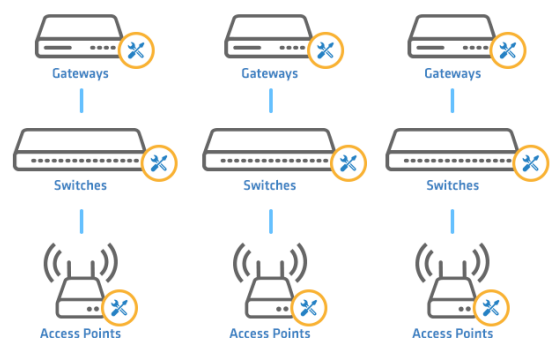 Gateways
Gateways
Gateways
Switches
Switches
Switches
Access Points
Access Points
Access Points